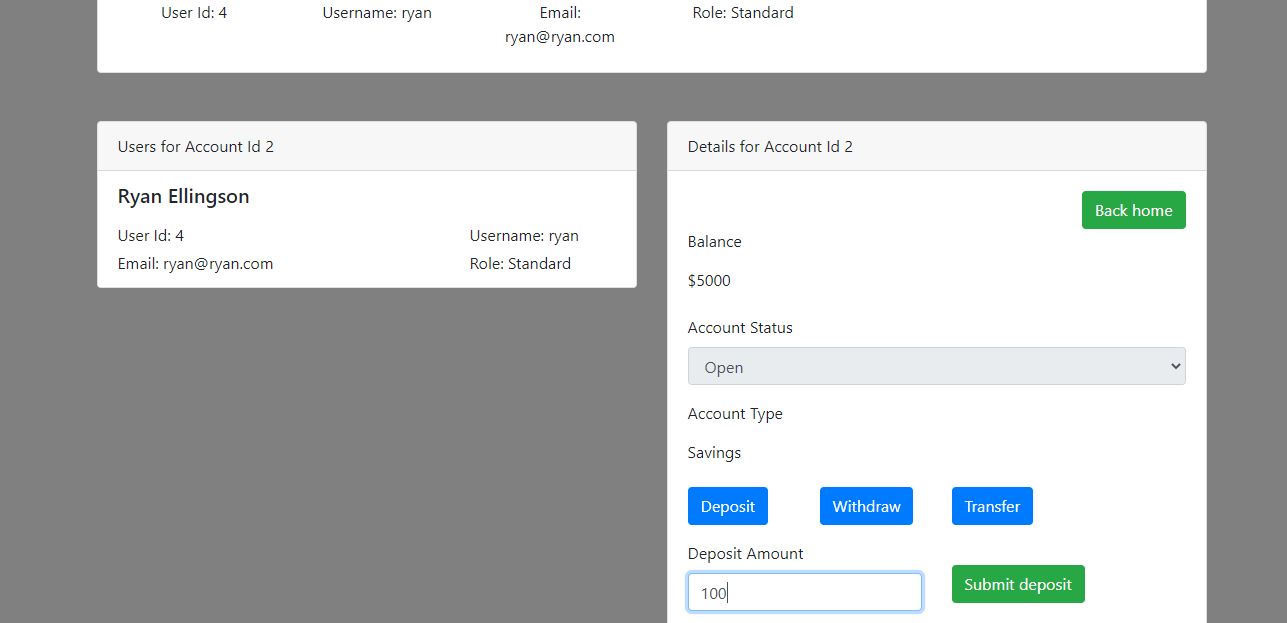 User Id: 4 Username: ryan Email: Role: Standard
ryan@ryan.com
Users for Account Id 2
Ryan Ellingson
User Id: 4 Username: ryan
Email: ryan@ryan.com Role: Standard
Details for Account Id 2
Back home
Balance
$5000
Account Status
Open
Account Type
Savings
Deposit Withdraw Transfer
Deposit Amount
100 Submit deposit